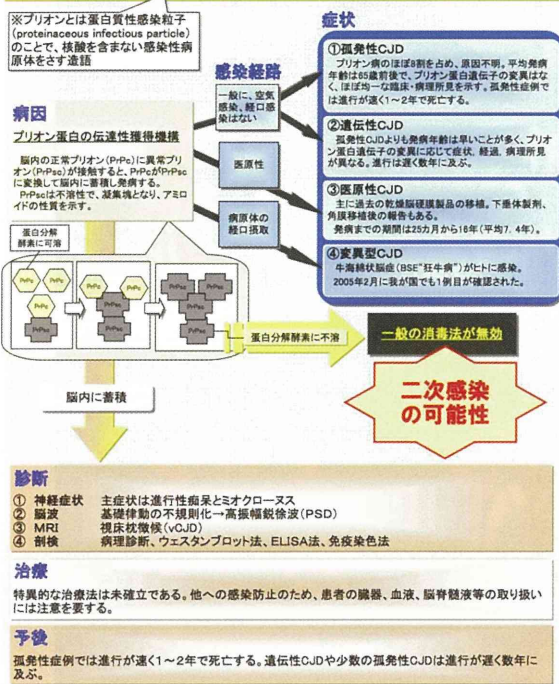 ※プリオンとは蛋白質性感染粒子
(proteinaceous infectious particle)
のことで、核酸を含まない感染性病
原体をさす造語
病因
プリオン蛋白の伝達性獲得機構
脳内の正常プリオン(PrPc)に異常プリ
オン(PrPsc)が接触すると、PrPcがPrPsc
に変換して脳内に蓄積し発病する。
PrPscは不溶性で、凝集塊となり、アミロ
イドの性質を示す。
感染経路
一般に、空気
感染、経口感
染はない
医原性
病原体の
経口摂取
症状
①孤発性CJD
プリオン病のほぼ8割を占め、原因不明。平均発病
年齢は65歳前後で、プリオン蛋白遺伝子の変異はな
く、ほぼ均一な臨床・病理所見を示す。孤発性症例で
は進行が速く1～2年で死亡する。
②遺伝性CJD
孤発性CJDよりも発病年齢は早いことが多く、プリオ
ン蛋白遺伝子の変異に応じて症状、経過、病理所見
が異なる。進行は遅く数年に及ぶ。
③医原性CJD
主に過去の乾燥脳硬膜製品の移植。下垂体製剤、
角膜移植後の報告もある。
発病までの期間は25カ月から16年(平均7.4年)。
④変異型CJD
牛海綿状脳症(BSE"狂牛病")がヒトに感染。
2005年2月に我が国でも1例目が確認された。
蛋白分解
酵素に可溶
PrPc PrPc
PrPc
PrPsc
PrPc PrPc
PrPsc
PrPsc
PrPsc PrPsc
PrPsc
PrPsc
蛋白分解酵素に不溶
一般の消毒法が無効
二次感染
の可能性
脳内に蓄積
診断
① 神経症状 主症状は進行性痴呆とミオクローヌス
② 脳波 基礎律動の不規則化→高振幅鋭徐波(PSD)
③ MRI 視床枕徴候(vCJD)
④ 剖検 病理診断、ウェスタンブロット法、ELISA法、免疫染色法
治療
特異的な治療法は未確立である。他への感染防止のため、患者の臓器、血液、脳脊髄液等の取り扱い
には注意を要する。
予後
孤発性症例では進行が速く1～2年で死亡する。遺伝性CJDや少数の孤発性CJDは進行が遅く数年に
及ぶ。